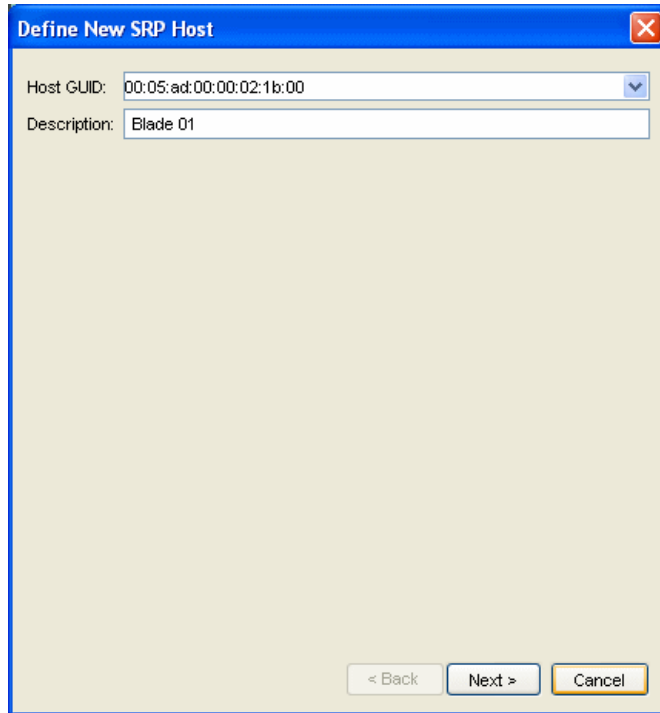 Define New SRP Host
Host GUID: 00:05:ad:00:00:02:1b:00
Description: Blade 01
< Back Next > Cancel